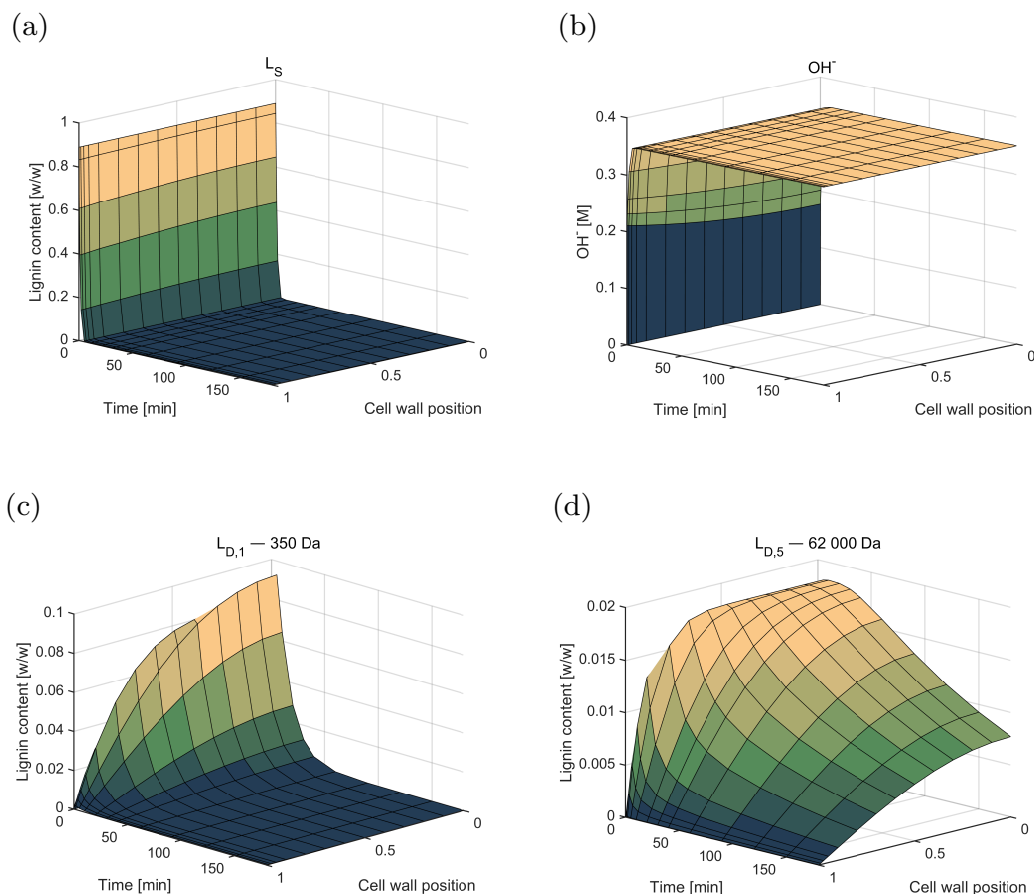 (a)
L_S
1
0.8
0.6
0.4
0.2
0
Lignin content [w/w]
0
50
100
150
Time [min]
1
0.5
0
Cell wall position
(b)
OH⁻
0.4
0.3
0.2
0.1
0
OH⁻ [M]
0
50
100
150
Time [min]
1
0.5
0
Cell wall position
(c)
L_D,1 — 350 Da
0.1
0.08
0.06
0.04
0.02
0
Lignin content [w/w]
0
50
100
150
Time [min]
1
0.5
0
Cell wall position
(d)
L_D,5 — 62 000 Da
0.02
0.015
0.01
0.005
0
Lignin content [w/w]
0
50
100
150
Time [min]
1
0.5
0
Cell wall position